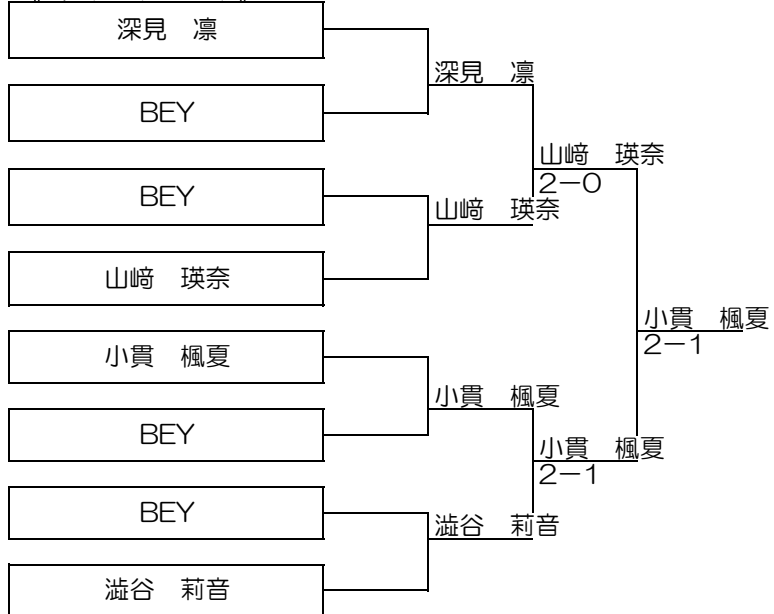 深見　凛
BEY
BEY
山﨑　瑛奈
小貫　楓夏
BEY
BEY
澁谷　莉音
深見　凛
山﨑　瑛奈
小貫　楓夏
澁谷　莉音
山﨑　瑛奈
2−0
小貫　楓夏
2−1
小貫　楓夏
2−1